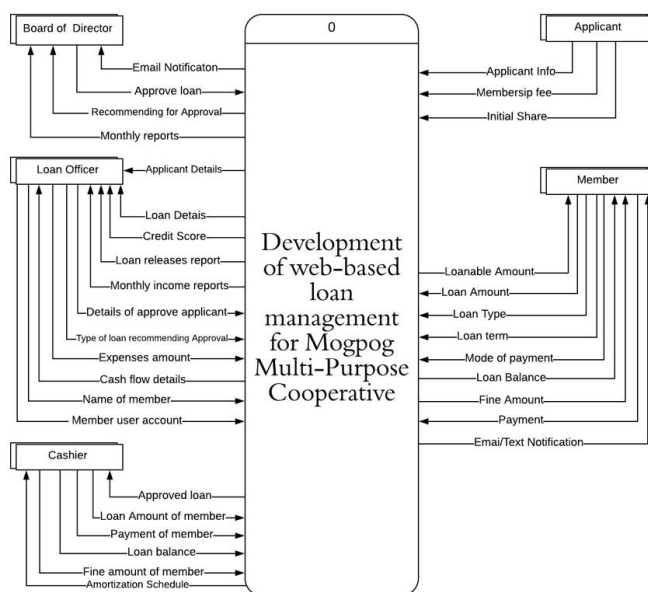 0
Board of Director
Email Notificaton
Approve loan
Recommending for Approval
Monthly reports
Loan Officer
Applicant Details
Loan Detais
Credit Score
Loan releases report
Monthly income reports
Details of approve applicant
Type of loan recommending Approval
Expenses amount
Cash flow details
Name of member
Member user account
Cashier
Approved loan
Loan Amount of member
Payment of member
Loan balance
Fine amount of member
Amortization Schedule
Development
of web-based
loan
management
for Mogpog
Multi-Purpose
Cooperative
Applicant
Applicant Info
Membersip fee
Initial Share
Member
Loanable Amount
Loan Amount
Loan Type
Loan term
Mode of payment
Loan Balance
Fine Amount
Payment
Emai/Text Notification